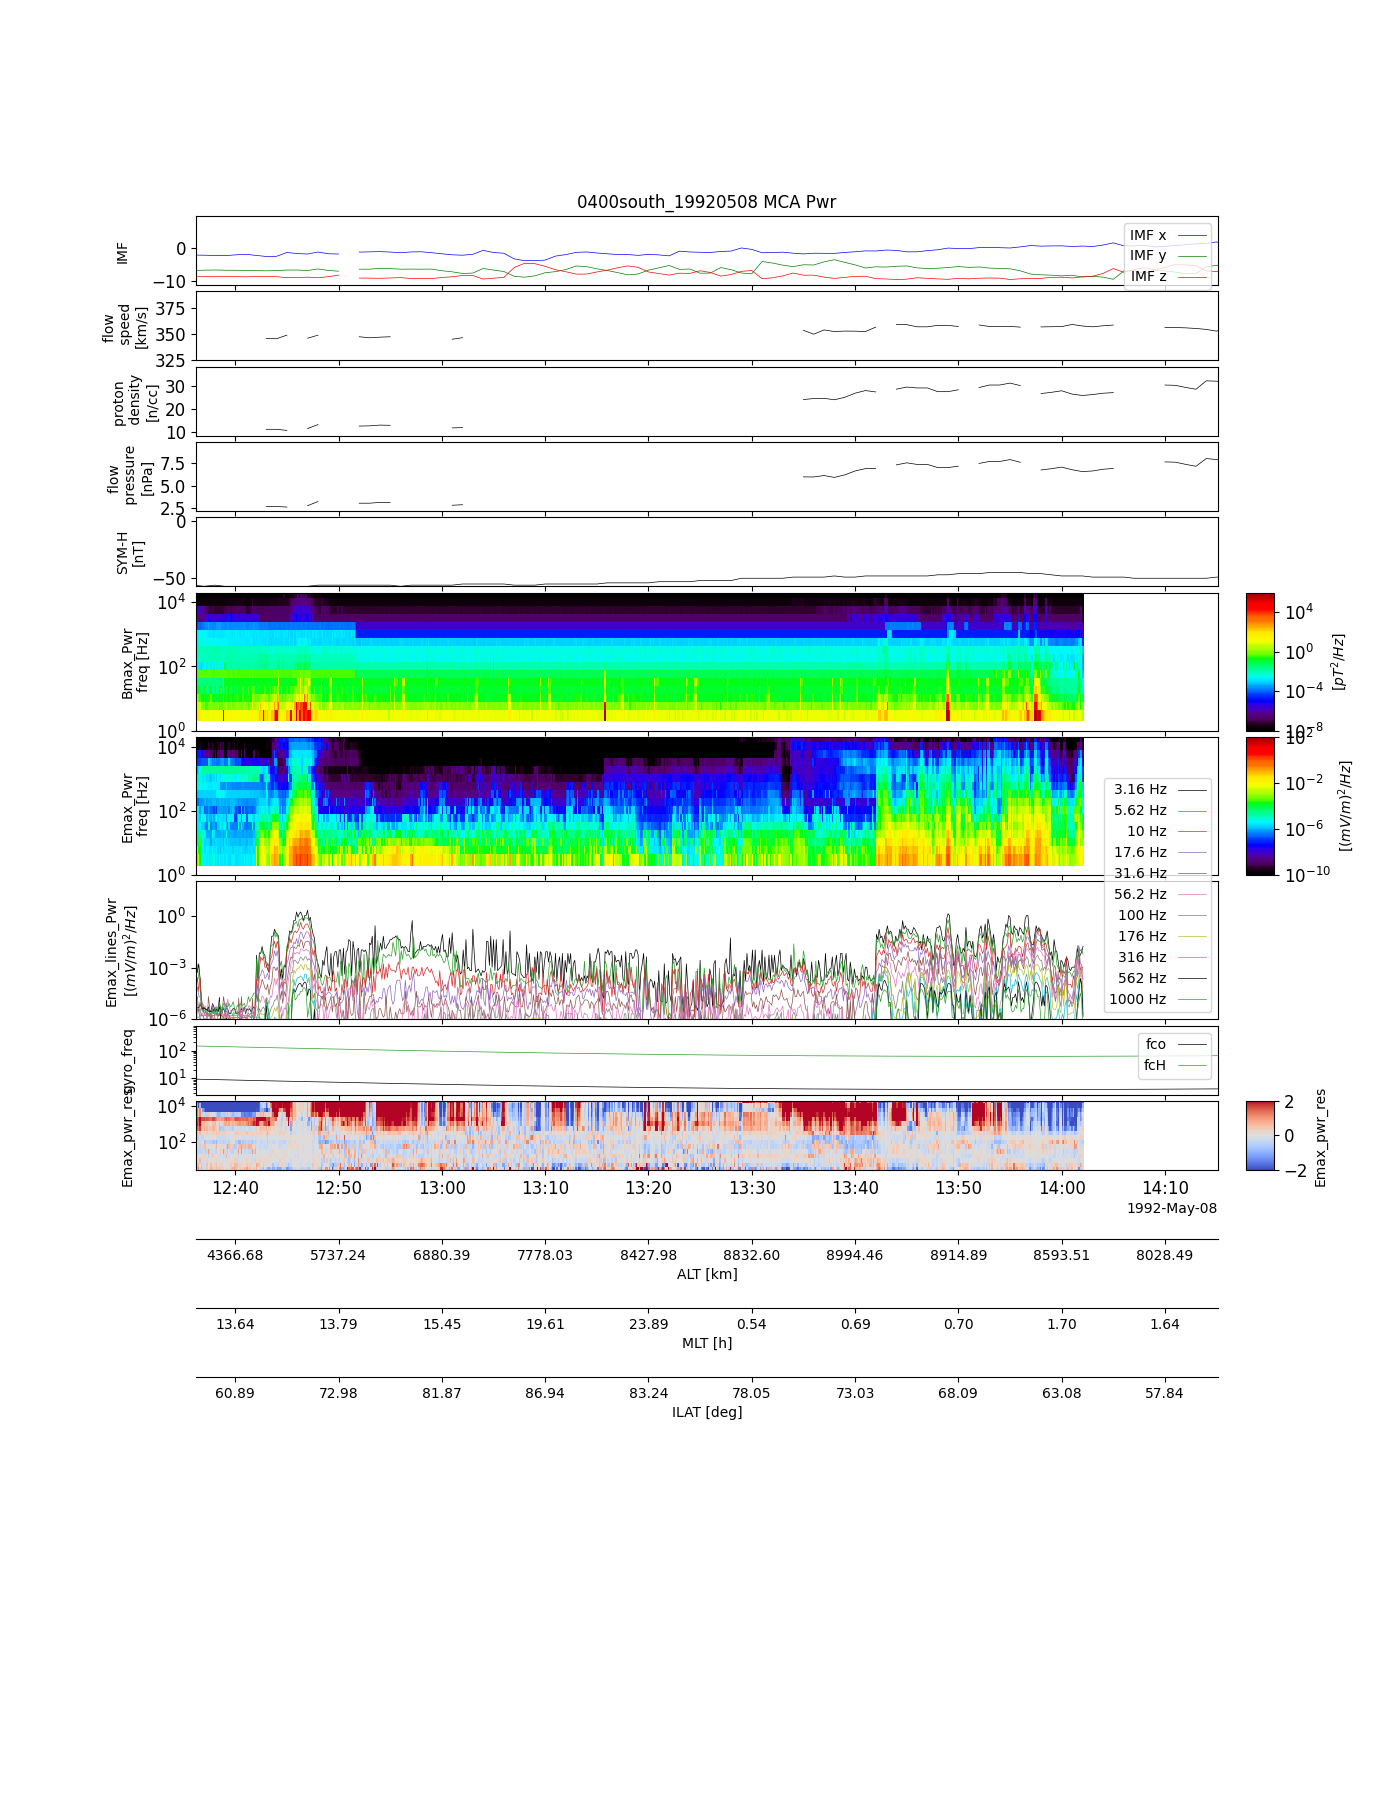 0400south_19920508 MCA Pwr
IMF
0
−10
IMF x
IMF y
IMF z
flow
speed
[km/s]
375
350
325
proton
density
[n/cc]
30
20
10
flow
pressure
[nPa]
7.5
5.0
2.5
SYM-H
[nT]
0
−50
Bmax_Pwr
freq [Hz]
10^4
10^2
10^0
10^4
10^0
10^−4
10^−8
[pT^2/Hz]
Emax_Pwr
freq [Hz]
10^4
10^2
10^0
10^2
10^−2
10^−6
10^−10
[(mV/m)^2/Hz]
3.16 Hz
5.62 Hz
10 Hz
17.6 Hz
31.6 Hz
56.2 Hz
100 Hz
176 Hz
316 Hz
562 Hz
1000 Hz
Emax_lines_Pwr
[(mV/m)^2/Hz]
10^0
10^−3
10^−6
gyro_freq
10^2
10^1
fco
fcH
Emax_pwr_res
10^4
10^2
2
0
−2
Emax_pwr_res
12:40 12:50 13:00 13:10 13:20 13:30 13:40 13:50 14:00 14:10
1992-May-08
4366.68 5737.24 6880.39 7778.03 8427.98 8832.60 8994.46 8914.89 8593.51 8028.49
ALT [km]
13.64 13.79 15.45 19.61 23.89 0.54 0.69 0.70 1.70 1.64
MLT [h]
60.89 72.98 81.87 86.94 83.24 78.05 73.03 68.09 63.08 57.84
ILAT [deg]